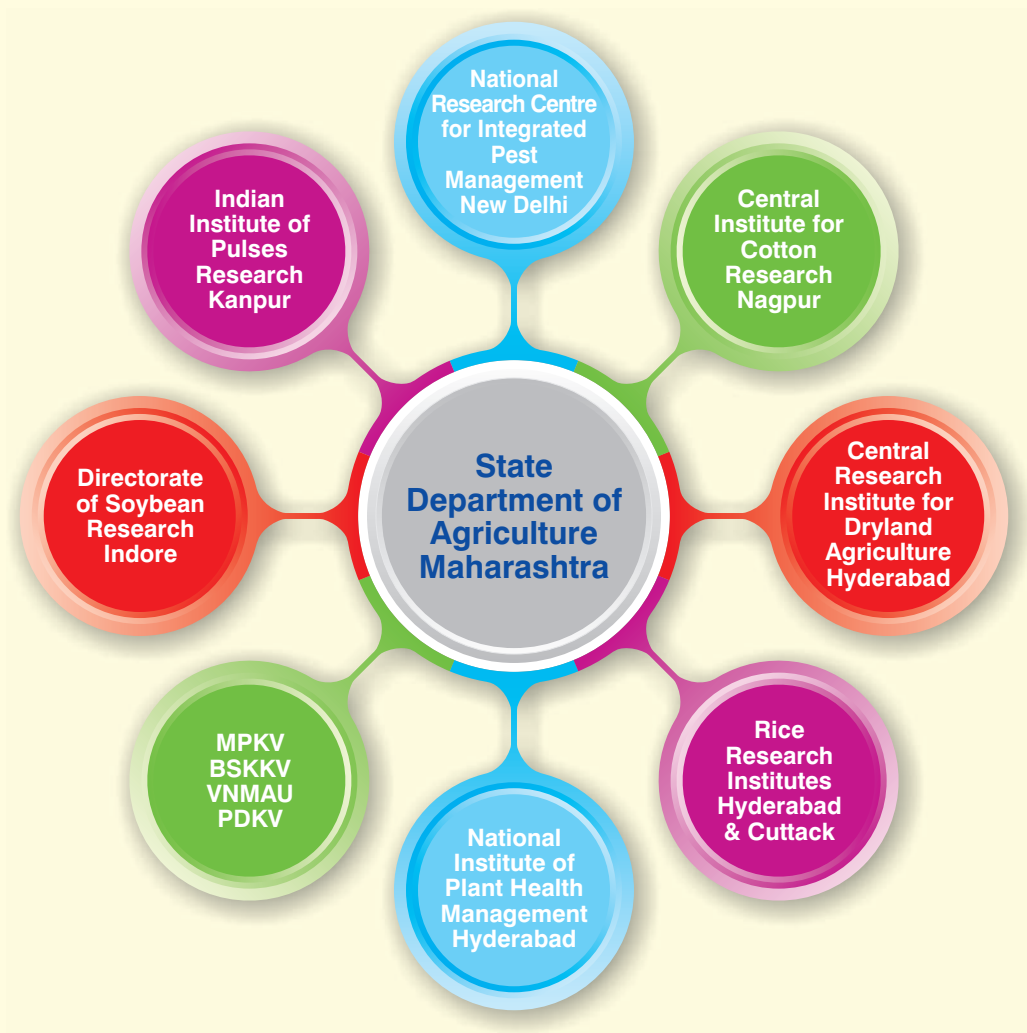 National
Research Centre
for Integrated
Pest
Management
New Delhi
Central
Institute for
Cotton
Research
Nagpur
Central
Research
Institute for
Dryland
Agriculture
Hyderabad
Rice
Research
Institutes
Hyderabad
& Cuttack
National
Institute of
Plant Health
Management
Hyderabad
MPKV
BSKKV
VNMAU
PDKV
Directorate
of Soybean
Research
Indore
Indian
Institute of
Pulses
Research
Kanpur
State
Department of
Agriculture
Maharashtra